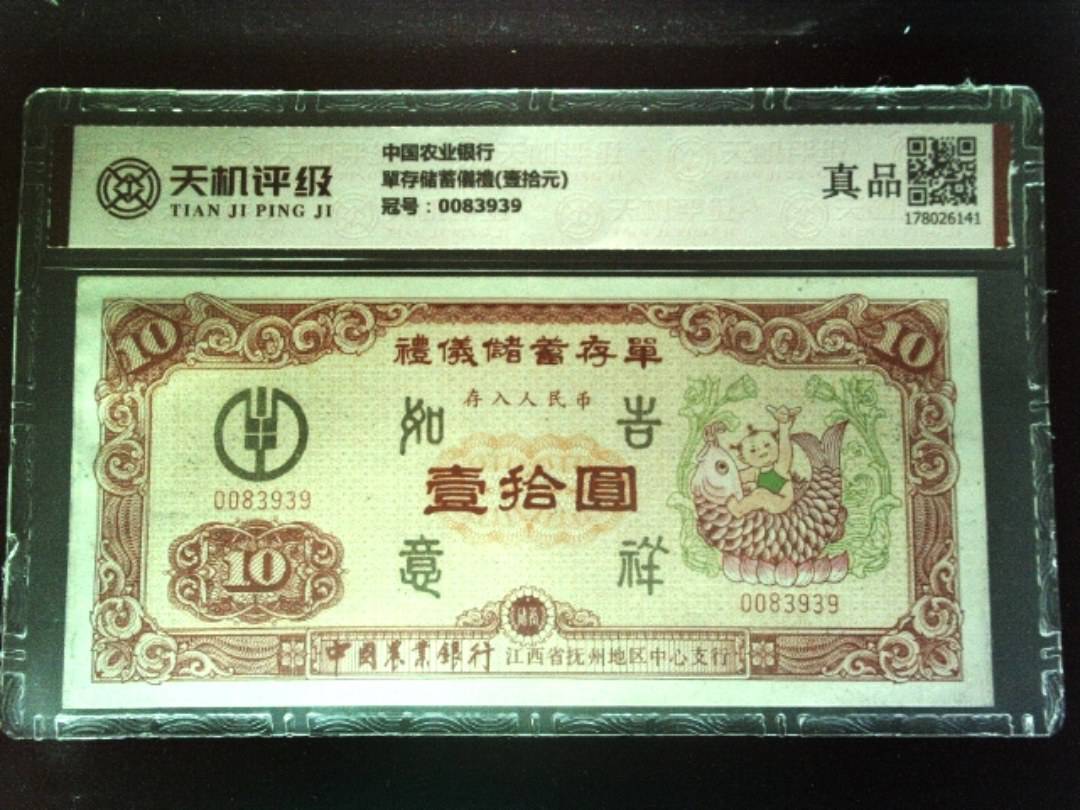 天机评级
TIAN JI PING JI
中国农业银行
單存储蓄儀禮(壹拾元)
冠号：0083939
真品
178026141
10
10
禮儀儲蓄存單
存入人民币
如
吉
壹拾圓
意
祥
0083939
10
0083939
中国農業銀行 江西省抚州地区中心支行